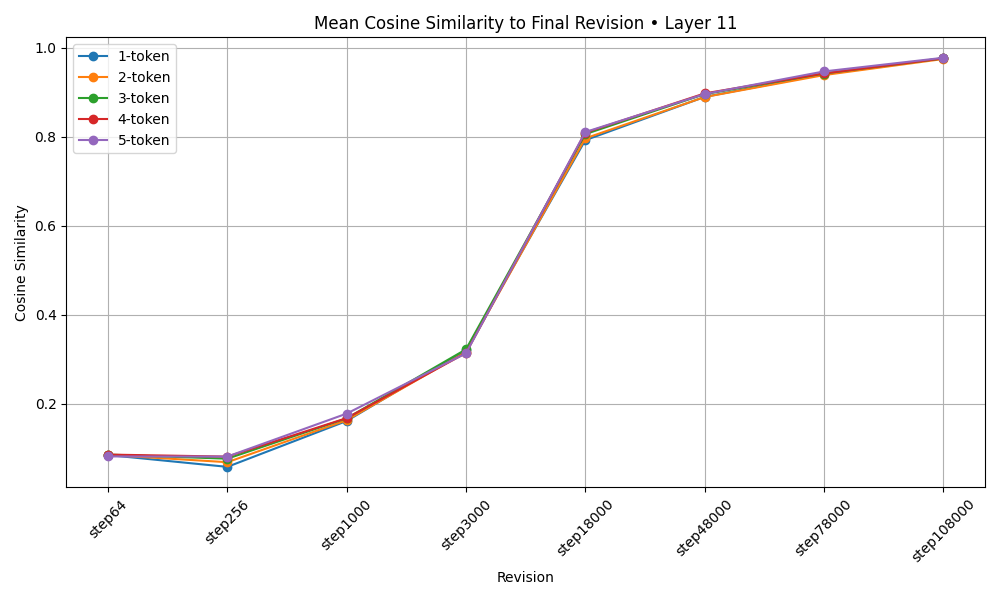 Mean Cosine Similarity to Final Revision • Layer 11
1-token
2-token
3-token
4-token
5-token
Cosine Similarity
1.0
0.8
0.6
0.4
0.2
step64
step256
step1000
step3000
step18000
step48000
step78000
step108000
Revision